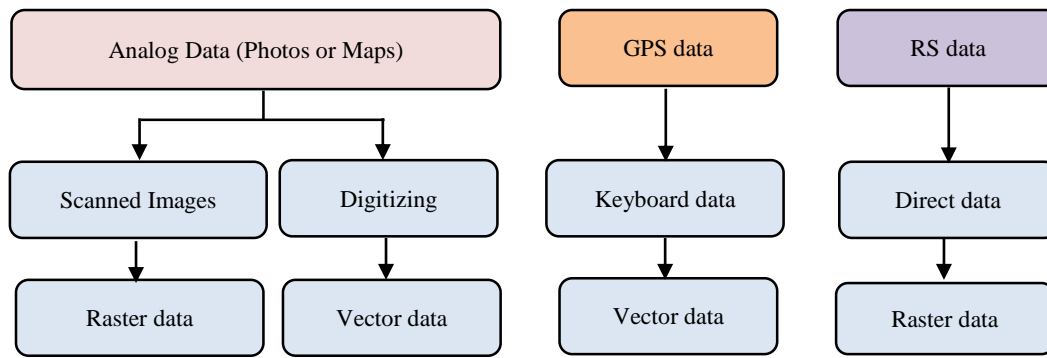 Analog Data (Photos or Maps)
GPS data
RS data
Scanned Images
Digitizing
Keyboard data
Direct data
Raster data
Vector data
Vector data
Raster data